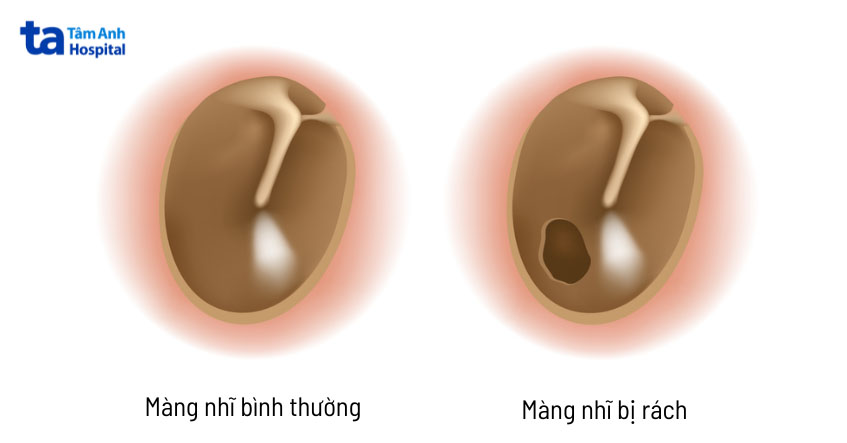 ta Tâm Anh
Hospital
Màng nhĩ bình thường
Màng nhĩ bị rách